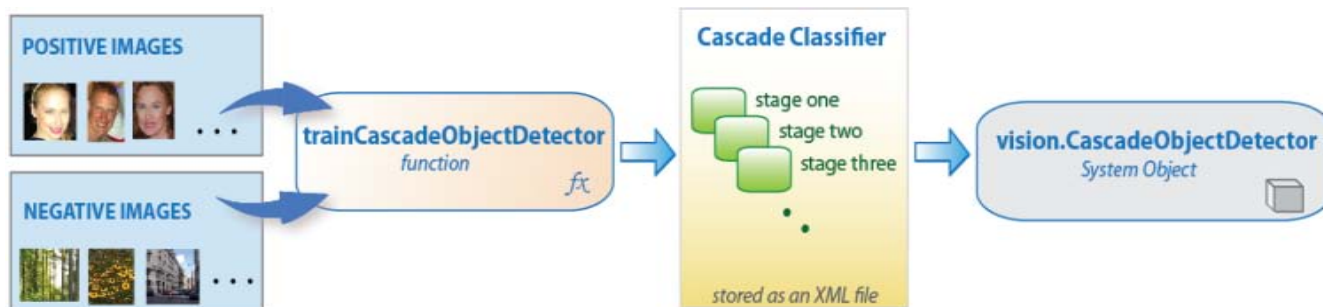 POSITIVE IMAGES
...
NEGATIVE IMAGES
...
trainCascadeObjectDetector
function
fx
Cascade Classifier
stage one
stage two
stage three
stored as an XML file
vision.CascadeObjectDetector
System Object